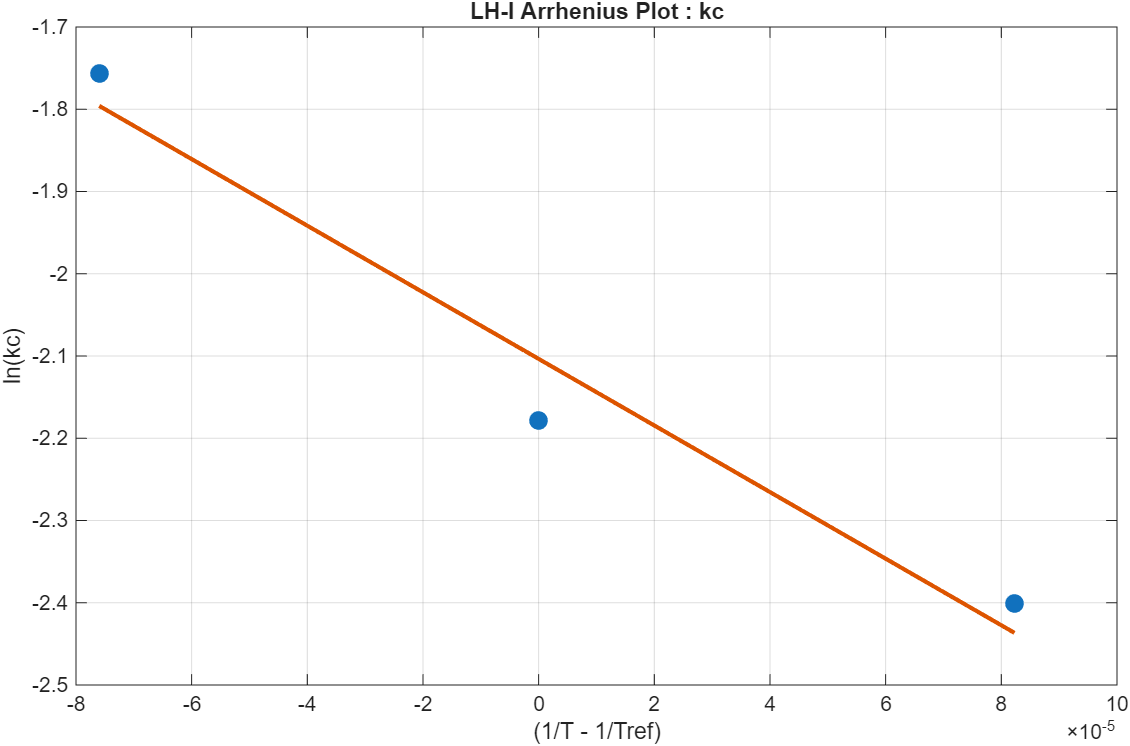 LH-I Arrhenius Plot : kc
-1.7
-1.8
-1.9
-2
-2.1
-2.2
-2.3
-2.4
-2.5
ln(kc)
-8 -6 -4 -2 0 2 4 6 8 10
(1/T - 1/Tref)
×10-5